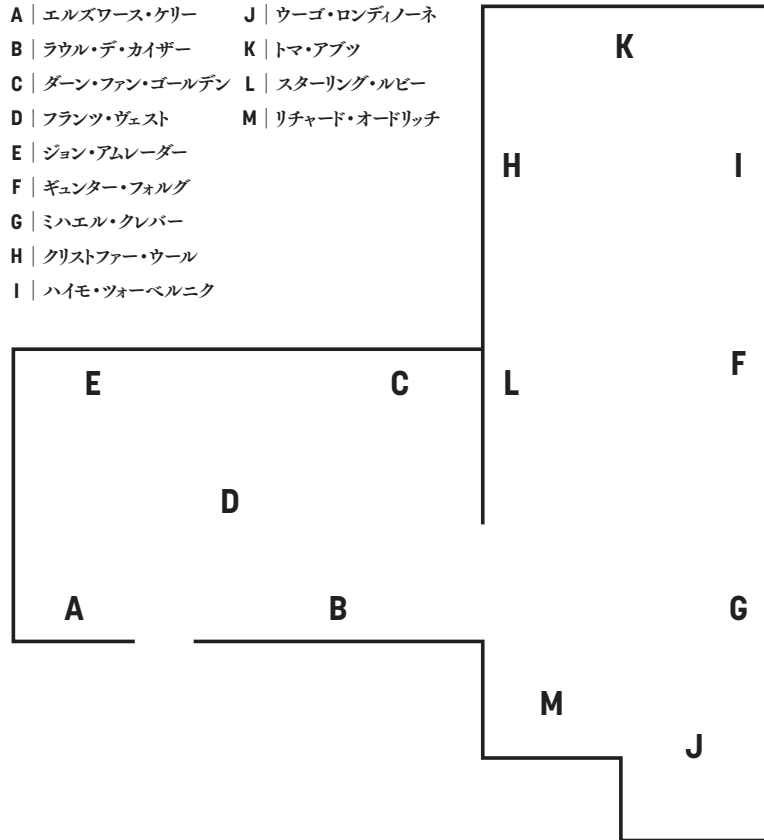 A | エルズワース・ケリー
B | ラウル・デ・カイザー
C | ダーン・ファン・ゴールデン
D | フランツ・ヴェスト
E | ジョン・アムレーダー
F | ギュンター・フォルグ
G | ミハエル・クレバー
H | クリストファー・ウール
I | ハイモ・ツォーベルニク
J | ウーゴ・ロンディノーネ
K | トマ・アブツ
L | スターリング・ルビー
M | リチャード・オードリッチ
K
H I
F
E C L
D
A B G
M
J